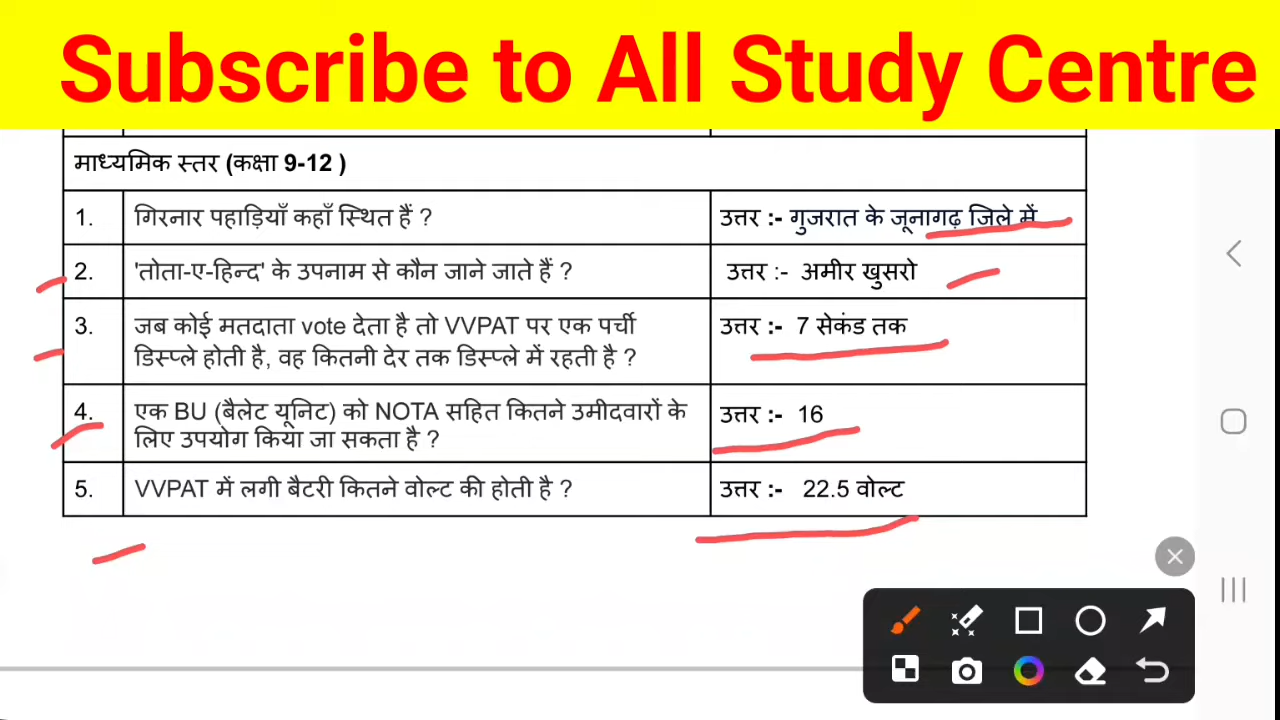 Subscribe to All Study Centre
माध्यमिक स्तर (कक्षा 9-12 )
1. गिरनार पहाड़ियाँ कहाँ स्थित हैं ? उत्तर :- गुजरात के जूनागढ़ जिले में
2. 'तोता-ए-हिन्द' के उपनाम से कौन जाने जाते हैं ? उत्तर :- अमीर खुसरो
3. जब कोई मतदाता vote देता है तो VVPAT पर एक पर्ची उत्तर :- 7 सेकंड तक
डिस्प्ले होती है, वह कितनी देर तक डिस्प्ले में रहती है ?
4. एक BU (बैलेट यूनिट) को NOTA सहित कितने उमीदवारों के उत्तर :- 16
लिए उपयोग किया जा सकता है ?
5. VVPAT में लगी बैटरी कितने वोल्ट की होती है ? उत्तर :- 22.5 वोल्ट